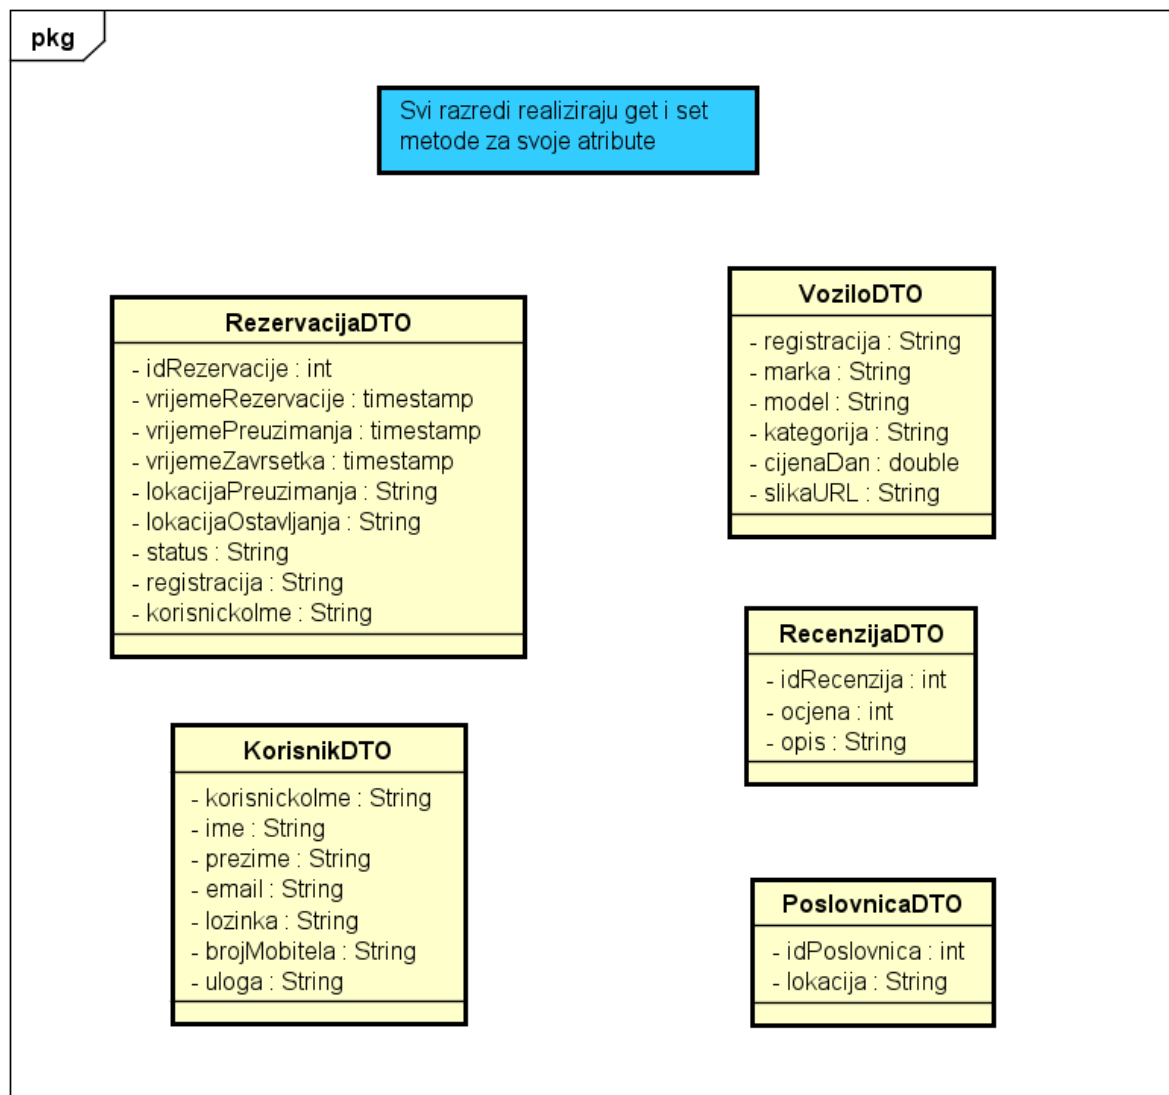 pkg
Svi razredi realiziraju get i set
metode za svoje atribute
RezervacijaDTO
- idRezervacije : int
- vrijemeRezervacije : timestamp
- vrijemePreuzimanja : timestamp
- vrijemeZavrsetka : timestamp
- lokacijaPreuzimanja : String
- lokacijaOstavljanja : String
- status : String
- registracija : String
- korisnickoIme : String
VoziloDTO
- registracija : String
- marka : String
- model : String
- kategorija : String
- cijenaDan : double
- slikaURL : String
RecenzijaDTO
- idRecenzija : int
- ocjena : int
- opis : String
KorisnikDTO
- korisnickoIme : String
- ime : String
- prezime : String
- email : String
- lozinka : String
- brojMobitela : String
- uloga : String
PoslovnicaDTO
- idPoslovnica : int
- lokacija : String